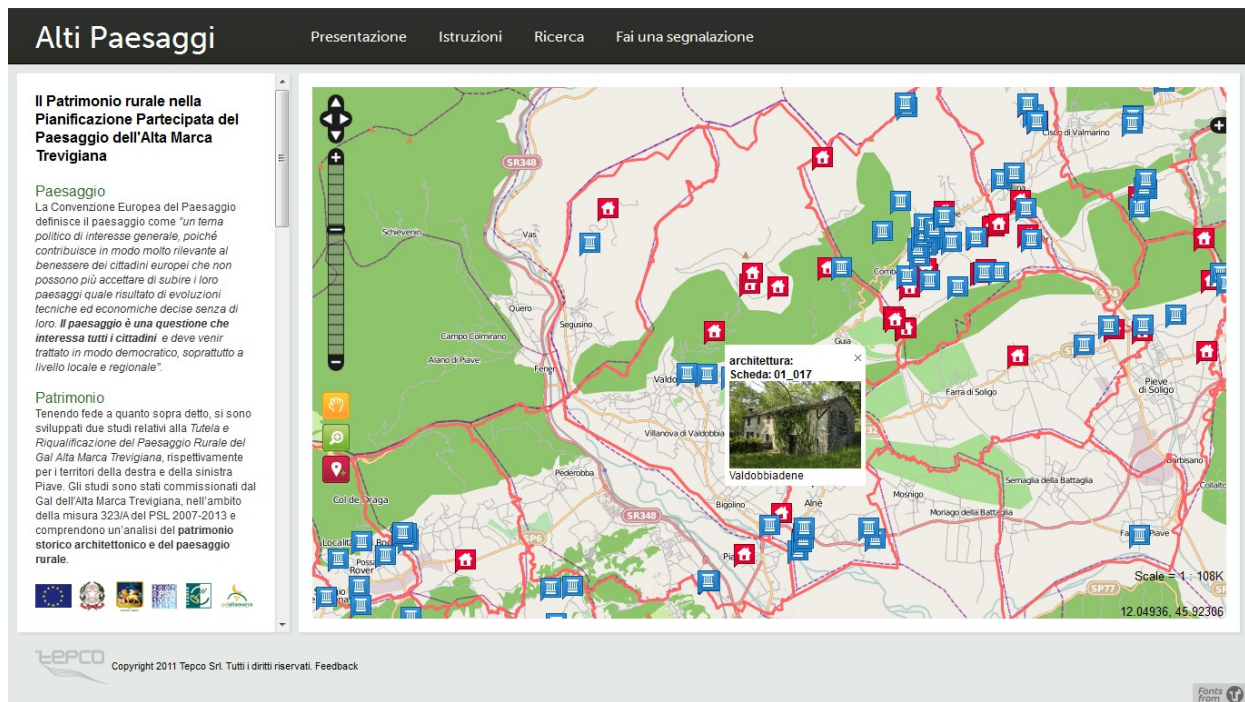 Alti Paesaggi
Presentazione
Istruzioni
Ricerca
Fai una segnalazione
Il Patrimonio rurale nella
Pianificazione Partecipata del
Paesaggio dell'Alta Marca
Trevigiana
Paesaggio
La Convenzione Europea del Paesaggio
definisce il paesaggio come "un tema
politico di interesse generale, poiché
contribuisce in modo molto rilevante al
benessere dei cittadini europei che non
possono più accettare di subire i loro
paesaggi quale risultato di evoluzioni
tecniche ed economiche decise senza di
loro. Il paesaggio è una questione che
interessa tutti i cittadini e deve venir
trattato in modo democratico, soprattutto a
livello locale e regionale".
Patrimonio
Tenendo fede a quanto sopra detto, si sono
sviluppati due studi relativi alla Tutela e
Riqualificazione del Paesaggio Rurale del
Gal Alta Marca Trevigiana, rispettivamente
per i territori della destra e della sinistra
Piave. Gli studi sono stati commissionati dal
Gal dell'Alta Marca Trevigiana, nell'ambito
della misura 323/A del PSL 2007-2013 e
comprendono un'analisi del patrimonio
storico architettonico e del paesaggio
rurale.
Cison di Valmarino
SR348
Schievenin
Vas
Quero
Segusino
Campo Colmirano
Alano di Piave
Fener
Guia
Farra di Soligo
Pieve
di Soligo
Villanova di Valdobbia
architettura:
Scheda: 01_017
Valdobbiadene
Pederobba
Col de Draga
Bigolino
Alnè
Mosnigo
Sernaglia della Battaglia
Moriago della Battaglia
SR348
SP6
SP77
Scale = 1 : 108K
12.04936, 45.92306
tepco
Copyright 2011 Tepco Srl. Tutti i diritti riservati. Feedback
Fonts
from